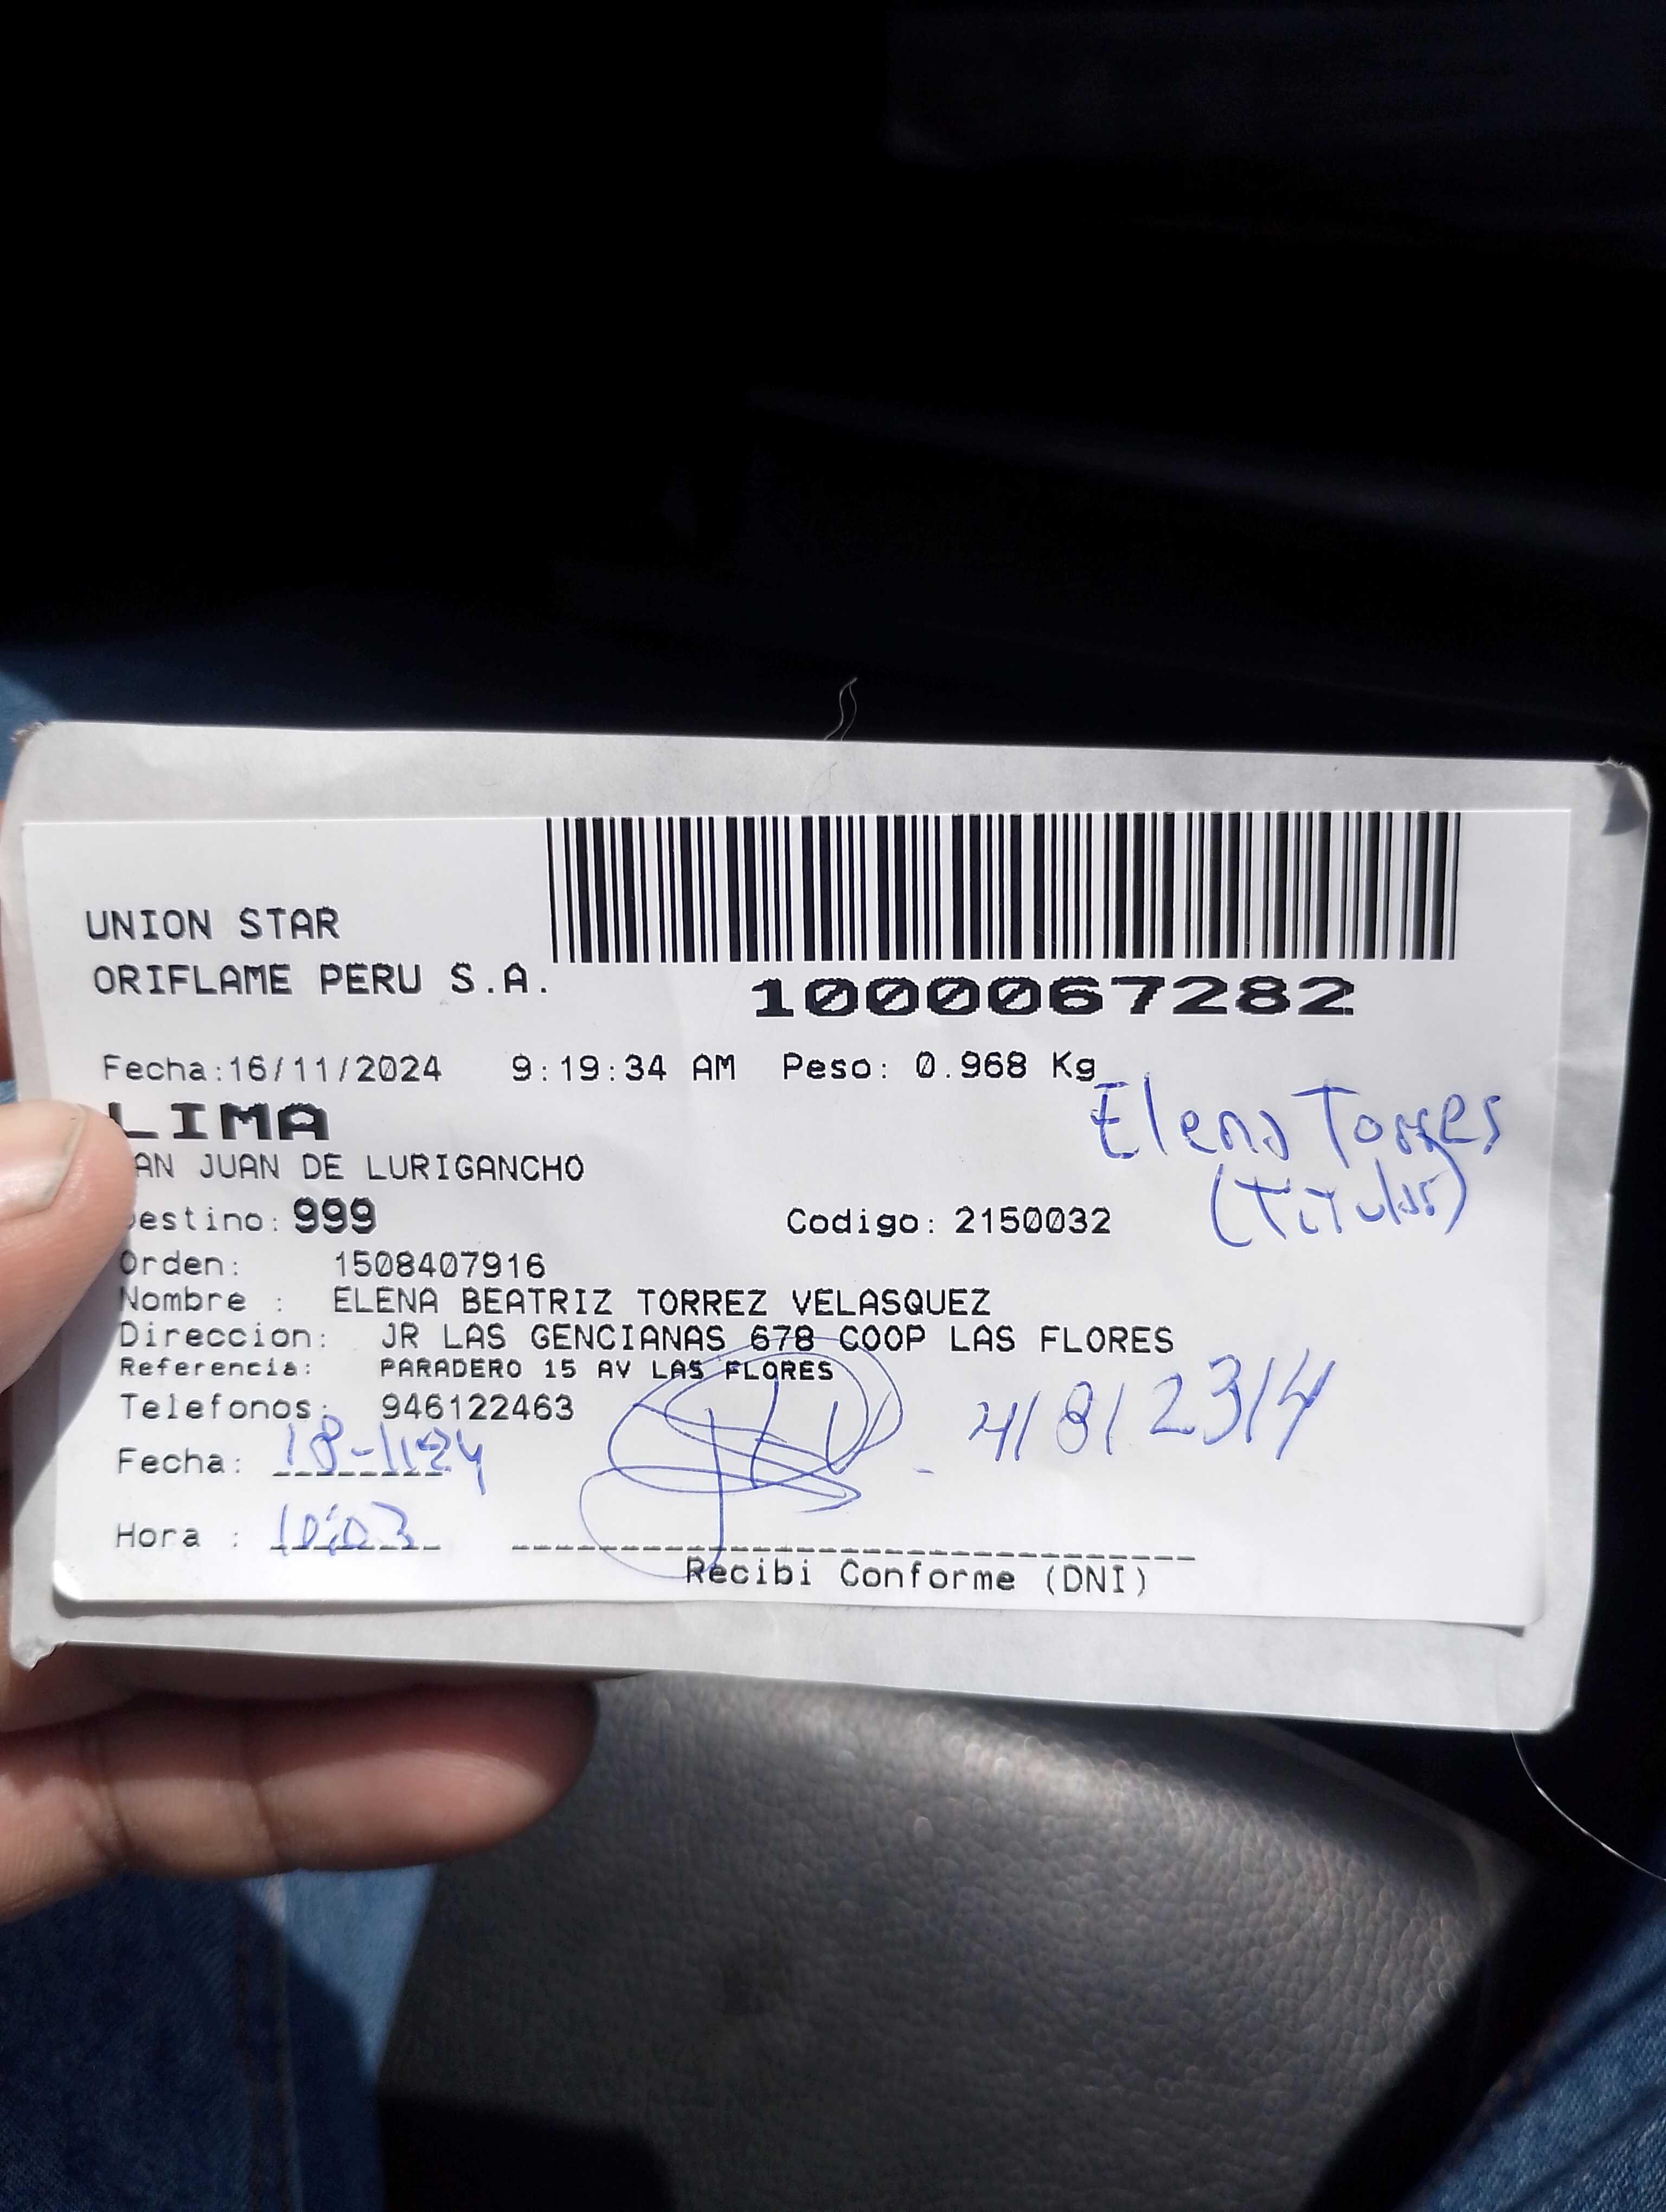 UNION STAR
ORIFLAME PERU S.A.
1000067282
Fecha:16/11/2024 9:19:34 AM Peso: 0.968 Kg
LIMA
Elena Torres
AN JUAN DE LURIGANCHO
(Titular)
estino: 999 Codigo: 2150032
Orden: 1508407916
Nombre : ELENA BEATRIZ TORREZ VELASQUEZ
Direccion: JR LAS GENCIANAS 678 COOP LAS FLORES
Referencia: PARADERO 15 AV LAS FLORES
Telefonos: 946122463
41812314
Fecha: 18-11-24
Hora : 10:03
Recibi Conforme (DNI)